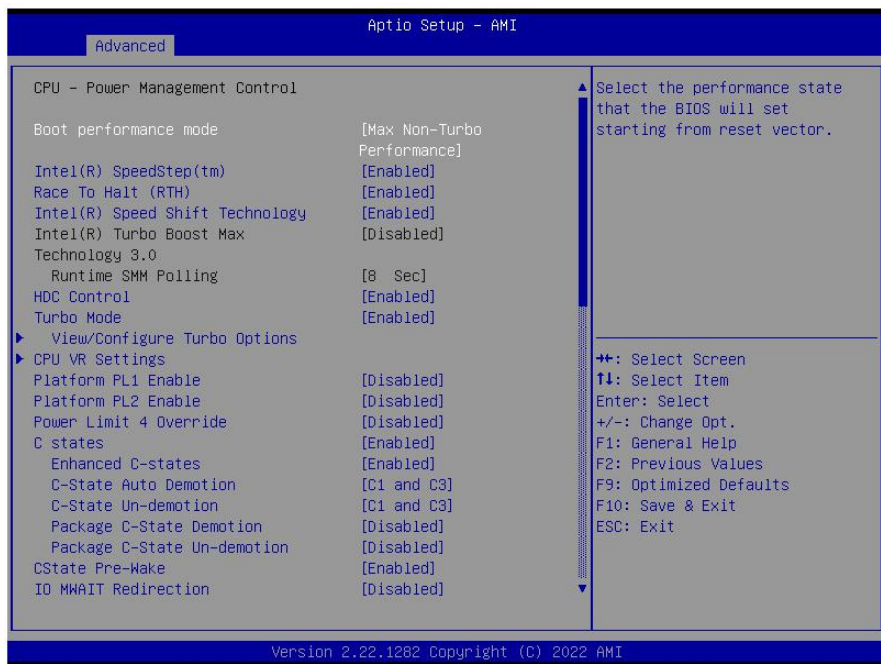 Aptio Setup – AMI
Advanced
CPU – Power Management Control
Boot performance mode [Max Non-Turbo
Performance]
Intel(R) SpeedStep(tm) [Enabled]
Race To Halt (RTH) [Enabled]
Intel(R) Speed Shift Technology [Enabled]
Intel(R) Turbo Boost Max [Disabled]
Technology 3.0
Runtime SMM Polling [8 Sec]
HDC Control [Enabled]
Turbo Mode [Enabled]
View/Configure Turbo Options
CPU VR Settings
Platform PL1 Enable [Disabled]
Platform PL2 Enable [Disabled]
Power Limit 4 Override [Disabled]
C states [Enabled]
Enhanced C-states [Enabled]
C-State Auto Demotion [C1 and C3]
C-State Un-demotion [C1 and C3]
Package C-State Demotion [Disabled]
Package C-State Un-demotion [Disabled]
CState Pre-Wake [Enabled]
IO MWAIT Redirection [Disabled]
Select the performance state
that the BIOS will set
starting from reset vector.
→←: Select Screen
↑↓: Select Item
Enter: Select
+/-: Change Opt.
F1: General Help
F2: Previous Values
F9: Optimized Defaults
F10: Save & Exit
ESC: Exit
Version 2.22.1282 Copyright (C) 2022 AMI